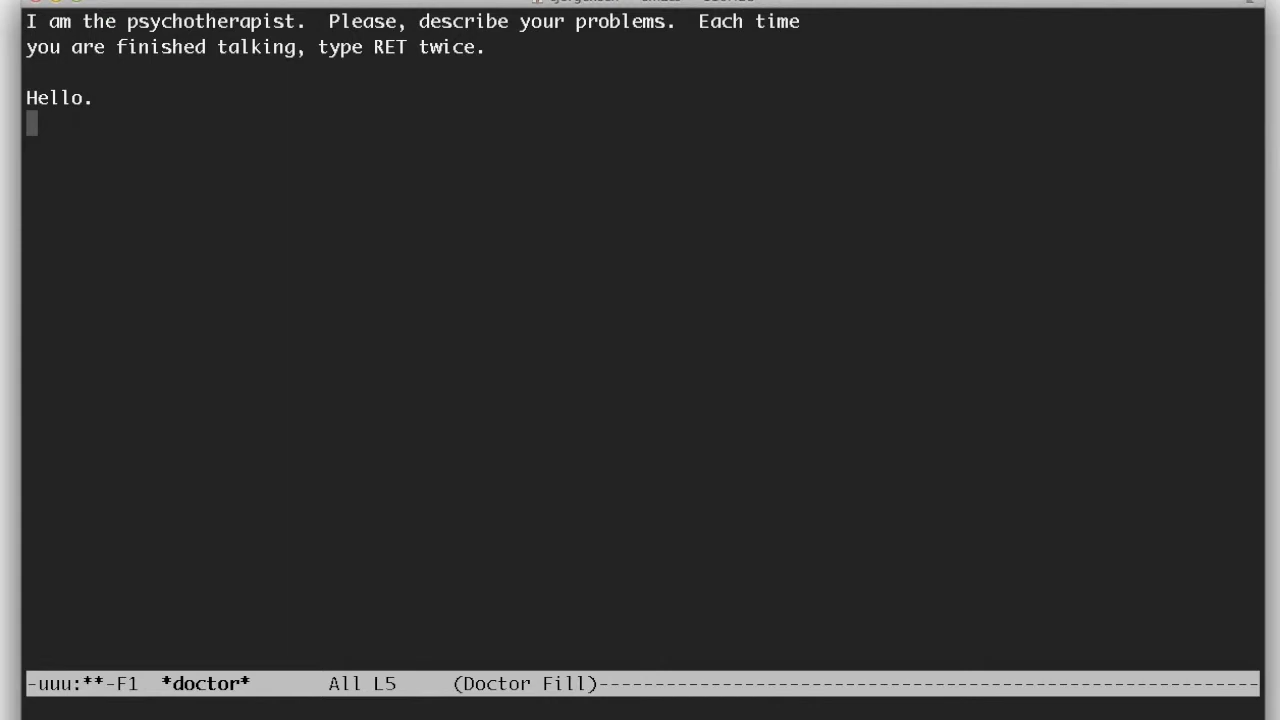 I am the psychotherapist.  Please, describe your problems.  Each time
you are finished talking, type RET twice.
Hello.
-uuu:**-F1  *doctor*       All L5     (Doctor Fill)----------------------------------------------------------